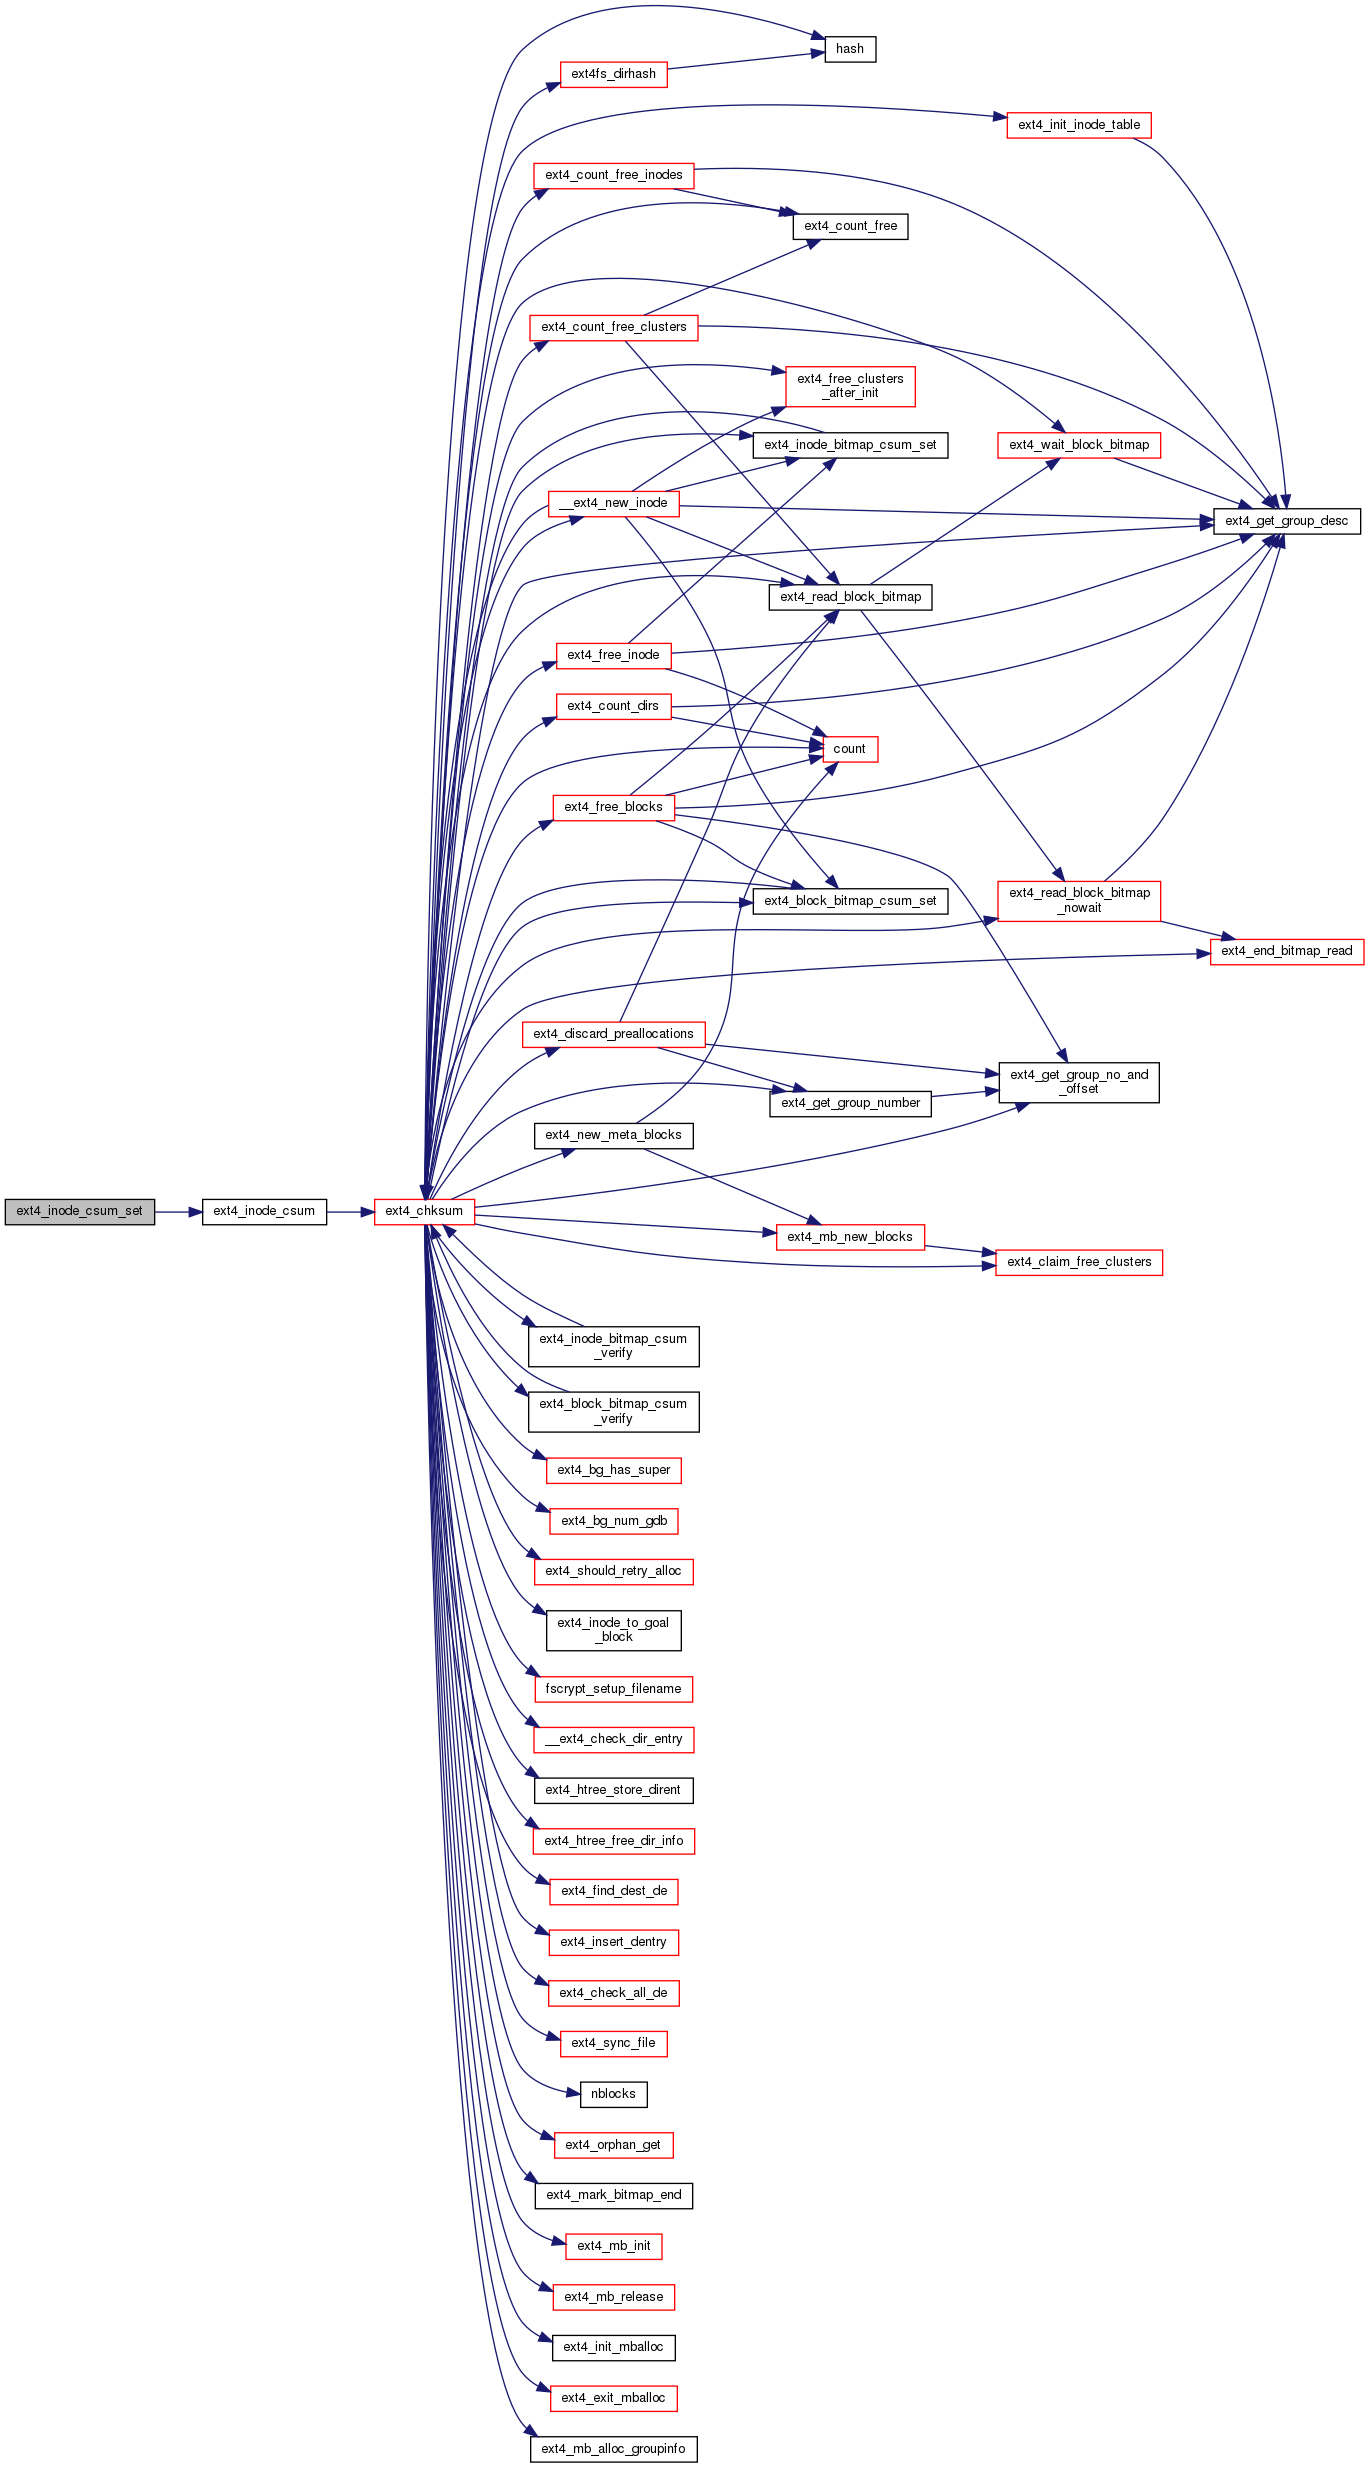 hash
ext4fs_dirhash
ext4_init_inode_table
ext4_count_free_inodes
ext4_count_free
ext4_count_free_clusters
ext4_free_clusters
_after_init
ext4_inode_bitmap_csum_set
ext4_wait_block_bitmap
__ext4_new_inode
ext4_get_group_desc
ext4_read_block_bitmap
ext4_free_inode
ext4_count_dirs
count
ext4_free_blocks
ext4_block_bitmap_csum_set
ext4_read_block_bitmap
_nowait
ext4_end_bitmap_read
ext4_discard_preallocations
ext4_get_group_no_and
_offset
ext4_get_group_number
ext4_new_meta_blocks
ext4_inode_csum_set
ext4_inode_csum
ext4_chksum
ext4_mb_new_blocks
ext4_claim_free_clusters
ext4_inode_bitmap_csum
_verify
ext4_block_bitmap_csum
_verify
ext4_bg_has_super
ext4_bg_num_gdb
ext4_should_retry_alloc
ext4_inode_to_goal
_block
fscrypt_setup_filename
__ext4_check_dir_entry
ext4_htree_store_dirent
ext4_htree_free_dir_info
ext4_find_dest_de
ext4_insert_dentry
ext4_check_all_de
ext4_sync_file
nblocks
ext4_orphan_get
ext4_mark_bitmap_end
ext4_mb_init
ext4_mb_release
ext4_init_mballoc
ext4_exit_mballoc
ext4_mb_alloc_groupinfo